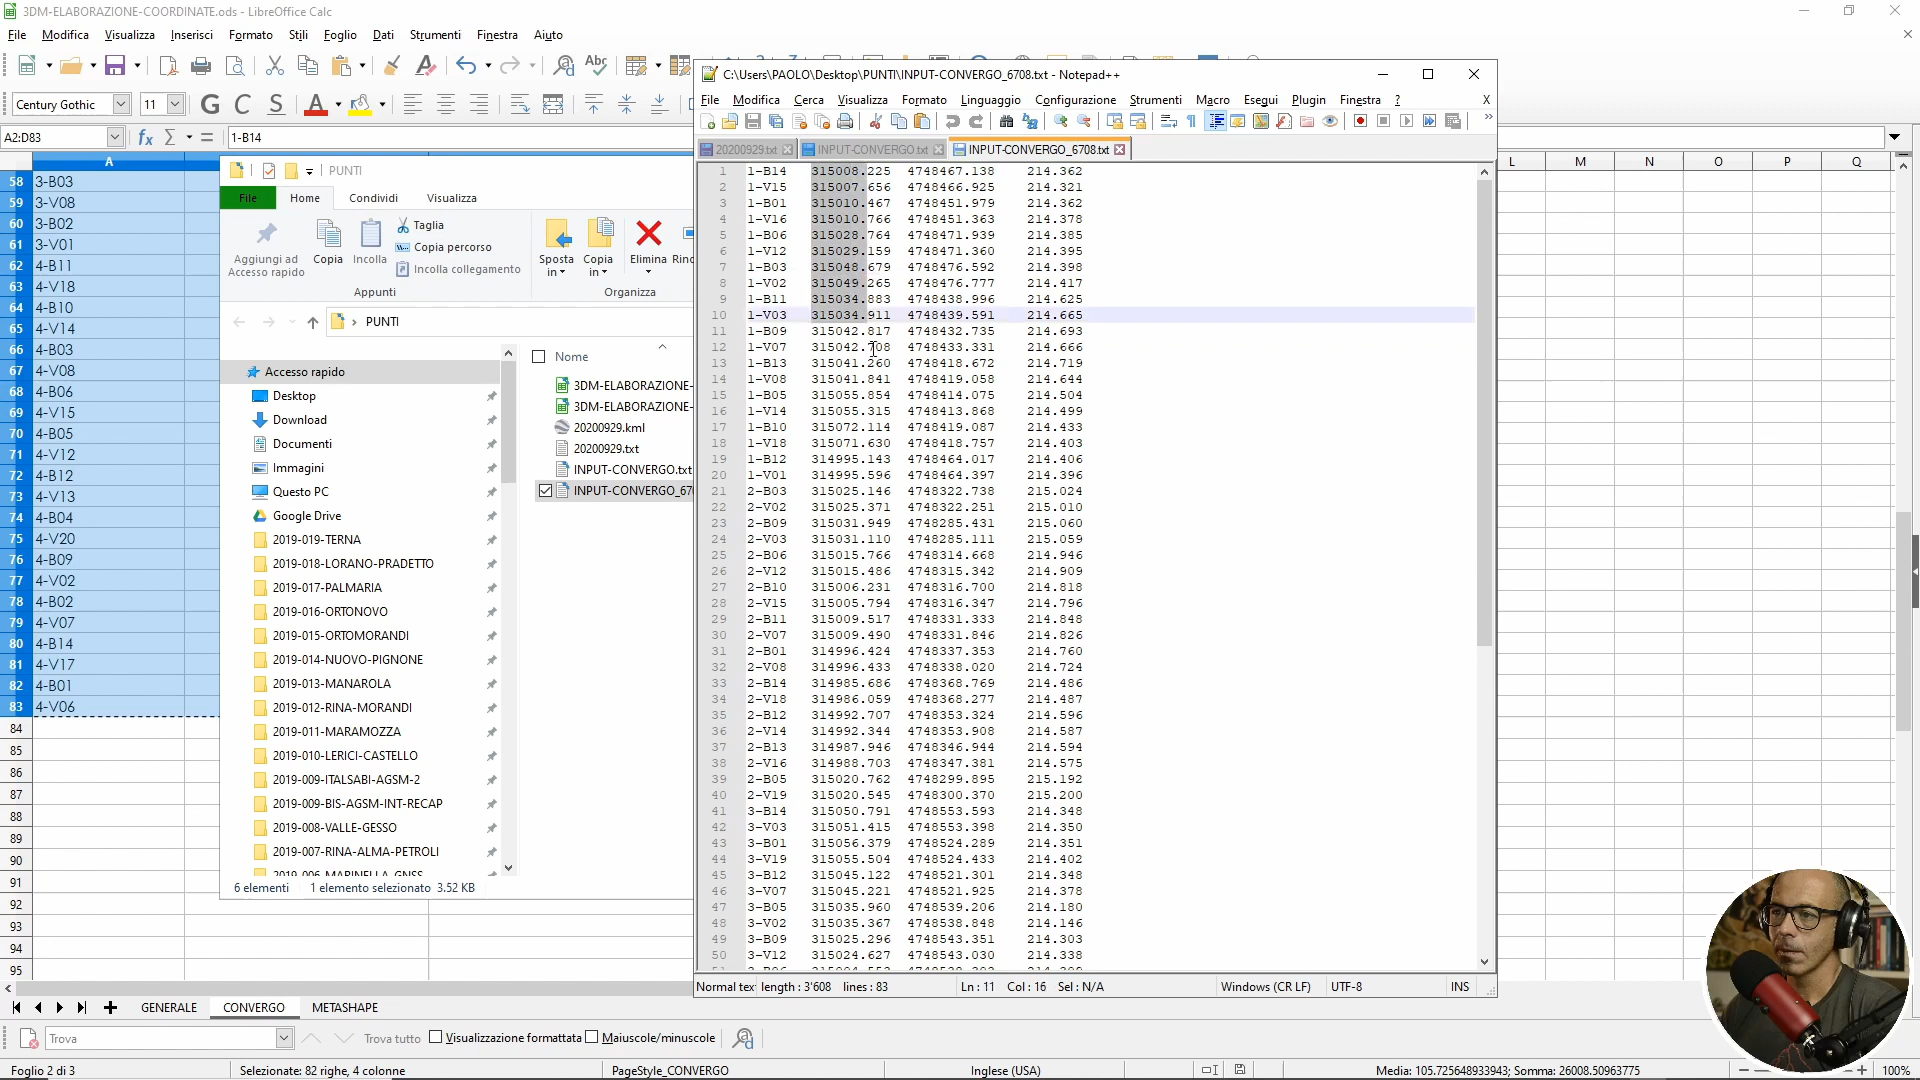 3DM-ELABORAZIONE-COORDINATE.ods - LibreOffice Calc
File Modifica Visualizza Inserisci Formato Stili Foglio Dati Strumenti Finestra Aiuto
Century Gothic 11 G C S A
A2:D83 1-B14
A L M N O P Q
58 3-B03
59 3-V08
60 3-B02
61 3-V01
62 4-B11
63 4-V18
64 4-B10
65 4-V14
66 4-B03
67 4-V08
68 4-B06
69 4-V15
70 4-B05
71 4-V12
72 4-B12
73 4-V13
74 4-B04
75 4-V20
76 4-B09
77 4-V02
78 4-B02
79 4-V07
80 4-B14
81 4-V17
82 4-B01
83 4-V06
84
85
86
87
88
89
90
91
92
93
94
95
PUNTI
File Home Condividi Visualizza
Aggiungi ad Accesso rapido
Copia
Incolla
Taglia
Copia percorso
Incolla collegamento
Sposta in
Copia in
Elimina
Appunti Organizza
PUNTI
Accesso rapido
Desktop
Download
Documenti
Immagini
Questo PC
Google Drive
2019-019-TERNA
2019-018-LORANO-PRADETTO
2019-017-PALMARIA
2019-016-ORTONOVO
2019-015-ORTOMORANDI
2019-014-NUOVO-PIGNONE
2019-013-MANAROLA
2019-012-RINA-MORANDI
2019-011-MARAMOZZA
2019-010-LERICI-CASTELLO
2019-009-ITALSABI-AGSM-2
2019-009-BIS-AGSM-INT-RECAP
2019-008-VALLE-GESSO
2019-007-RINA-ALMA-PETROLI
2019-006-MARINELLA-GNSS
Nome
3DM-ELABORAZIONE-
3DM-ELABORAZIONE-
20200929.kml
20200929.txt
INPUT-CONVERGO.txt
INPUT-CONVERGO_670
6 elementi 1 elemento selezionato 3.52 KB
C:\Users\PAOLO\Desktop\PUNTI\INPUT-CONVERGO_6708.txt - Notepad++
File Modifica Cerca Visualizza Formato Linguaggio Configurazione Strumenti Macro Esegui Plugin Finestra ? X
20200929.txt INPUT-CONVERGO.txt INPUT-CONVERGO_6708.txt
1 1-B14 315008.225 4748467.138 214.362
2 1-V15 315007.656 4748466.925 214.321
3 1-B01 315010.467 4748451.979 214.362
4 1-V16 315010.766 4748451.363 214.378
5 1-B06 315028.764 4748471.939 214.385
6 1-V12 315029.159 4748471.360 214.395
7 1-B03 315048.679 4748476.592 214.398
8 1-V02 315049.265 4748476.777 214.417
9 1-B11 315034.883 4748438.996 214.625
10 1-V03 315034.911 4748439.591 214.665
11 1-B09 315042.817 4748432.735 214.693
12 1-V07 315042.708 4748433.331 214.666
13 1-B13 315041.260 4748418.672 214.719
14 1-V08 315041.841 4748419.058 214.644
15 1-B05 315055.854 4748414.075 214.504
16 1-V14 315055.315 4748413.868 214.499
17 1-B10 315072.114 4748419.087 214.433
18 1-V18 315071.630 4748418.757 214.403
19 1-B12 314995.143 4748464.017 214.406
20 1-V01 314995.596 4748464.397 214.396
21 2-B03 315025.146 4748322.738 215.024
22 2-V02 315025.371 4748322.251 215.010
23 2-B09 315031.949 4748285.431 215.060
24 2-V03 315031.110 4748285.111 215.059
25 2-B06 315015.766 4748314.668 214.946
26 2-V12 315015.486 4748315.342 214.909
27 2-B10 315006.231 4748316.700 214.818
28 2-V15 315005.794 4748316.347 214.796
29 2-B11 315009.517 4748331.333 214.848
30 2-V07 315009.490 4748331.846 214.826
31 2-B01 314996.424 4748337.353 214.760
32 2-V08 314996.433 4748338.020 214.724
33 2-B14 314985.686 4748368.769 214.486
34 2-V18 314986.059 4748368.277 214.487
35 2-B12 314992.707 4748353.324 214.596
36 2-V14 314992.344 4748353.908 214.587
37 2-B13 314987.946 4748346.944 214.594
38 2-V16 314988.703 4748347.381 214.575
39 2-B05 315020.762 4748299.895 215.192
40 2-V19 315020.545 4748300.370 215.200
41 3-B14 315050.791 4748553.593 214.348
42 3-V03 315051.415 4748553.398 214.350
43 3-B01 315056.379 4748524.289 214.351
44 3-V19 315055.504 4748524.433 214.402
45 3-B12 315045.122 4748521.301 214.348
46 3-V07 315045.221 4748521.925 214.378
47 3-B05 315035.960 4748539.206 214.180
48 3-V02 315035.367 4748538.848 214.146
49 3-B09 315025.296 4748543.351 214.303
50 3-V12 315024.627 4748543.030 214.338
Normal tex length : 3'608 lines : 83 Ln : 11 Col : 16 Sel : N/A Windows (CR LF) UTF-8 INS
GENERALE CONVERGO METASHAPE
Trova Trova tutto Visualizzazione formattata Maiuscole/minuscole
Foglio 2 di 3 Selezionate: 82 righe, 4 colonne PageStyle_CONVERGO Inglese (USA) Media: 105.725648933943; Somma: 26008.50963775 100%